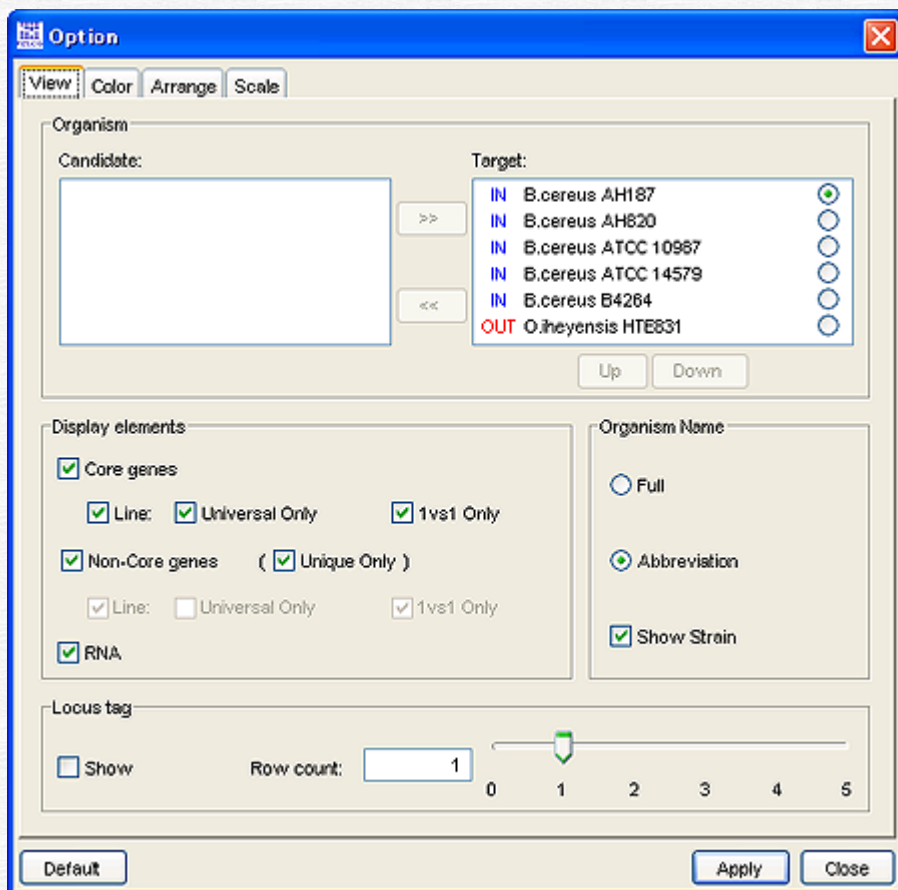 Option
View Color Arrange Scale
Organism
Candidate: Target:
IN B.cereus AH187
>> IN B.cereus AH820
IN B.cereus ATCC 10987
IN B.cereus ATCC 14579
<< IN B.cereus B4264
OUT O.iheyensis HTE831
Up Down
Display elements Organism Name
Core genes
Full
Line: Universal Only 1vs1 Only
Non-Core genes ( Unique Only ) Abbreviation
Line: Universal Only 1vs1 Only
Show Strain
RNA
Locus tag
Show Row count: 1
0 1 2 3 4 5
Default Apply Close